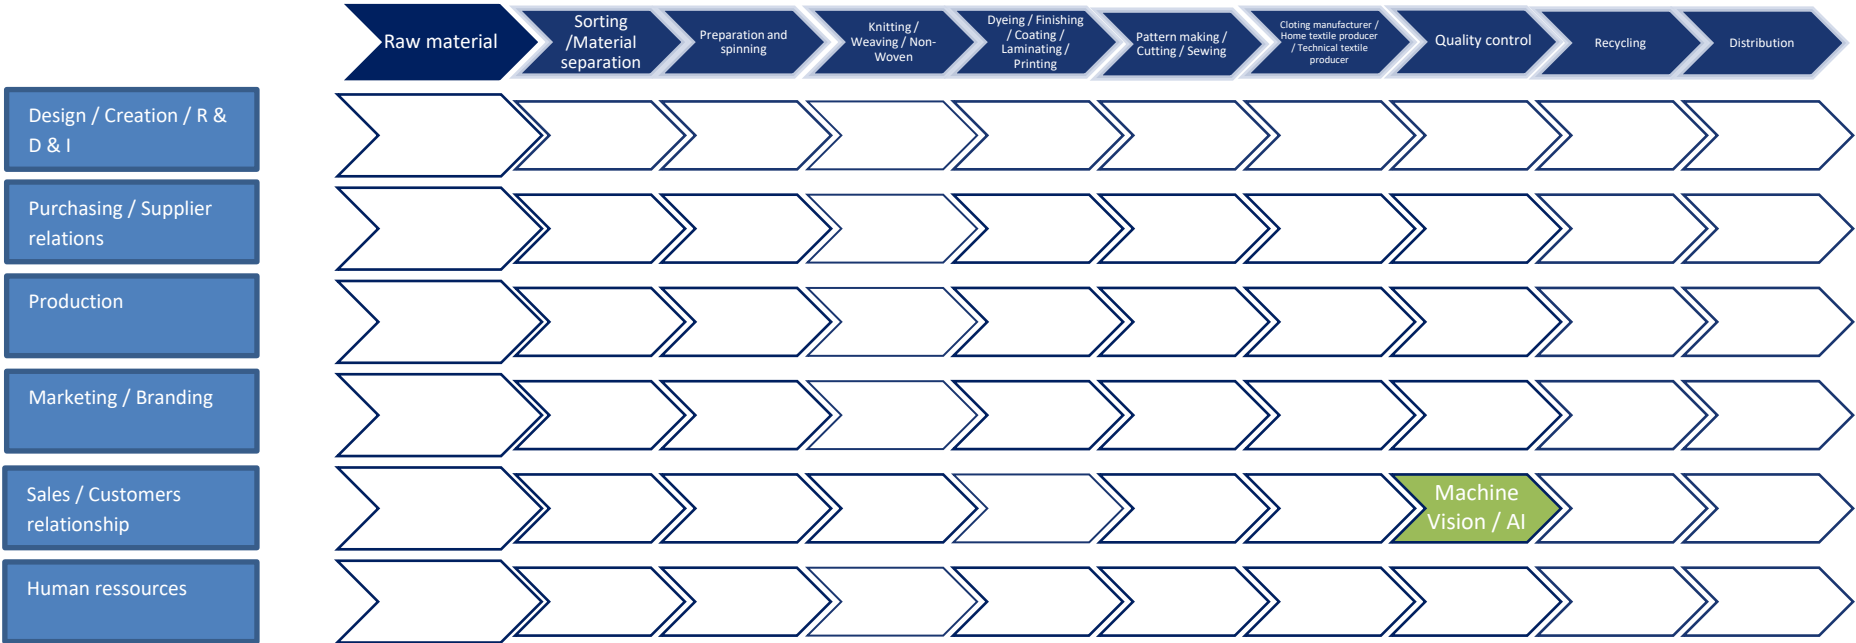 Raw material
Sorting
/Material
separation
Preparation and
spinning
Knitting /
Weaving / Non-
Woven
Dyeing / Finishing
/ Coating /
Laminating /
Printing
Pattern making /
Cutting / Sewing
Cloting manufacturer /
Home textile producer
/ Technical textile
producer
Quality control
Recycling
Distribution
Design / Creation / R &
D & I
Purchasing / Supplier
relations
Production
Marketing / Branding
Sales / Customers
relationship
Machine
Vision / AI
Human ressources